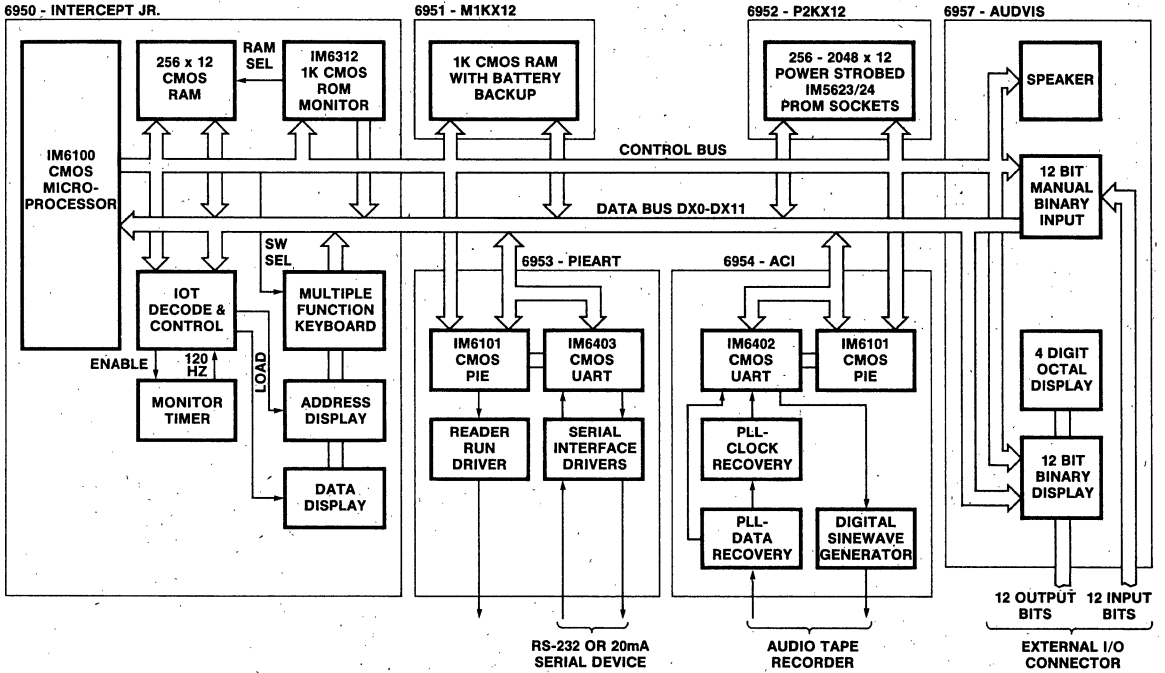 6950 - INTERCEPT JR.
6951 - M1KX12
6952 - P2KX12
6957 - AUDVIS
IM6100
CMOS
MICRO-
PROCESSOR
256 x 12
CMOS
RAM
RAM
SEL
IM6312
1K CMOS
ROM
MONITOR
1K CMOS RAM
WITH BATTERY
BACKUP
256 - 2048 x 12
POWER STROBED
IM5623/24
PROM SOCKETS
SPEAKER
CONTROL BUS
12 BIT
MANUAL
BINARY
INPUT
DATA BUS DX0-DX11
SW
SEL
6953 - PIEART
6954 - ACI
IOT
DECODE &
CONTROL
MULTIPLE
FUNCTION
KEYBOARD
ENABLE
120
HZ
LOAD
MONITOR
TIMER
ADDRESS
DISPLAY
DATA
DISPLAY
IM6101
CMOS
PIE
IM6403
CMOS
UART
READER
RUN
DRIVER
SERIAL
INTERFACE
DRIVERS
IM6402
CMOS
UART
IM6101
CMOS
PIE
PLL-
CLOCK
RECOVERY
PLL-
DATA
RECOVERY
DIGITAL
SINEWAVE
GENERATOR
4 DIGIT
OCTAL
DISPLAY
12 BIT
BINARY
DISPLAY
12 OUTPUT
BITS
12 INPUT
BITS
RS-232 OR 20mA
SERIAL DEVICE
AUDIO TAPE
RECORDER
EXTERNAL I/O
CONNECTOR